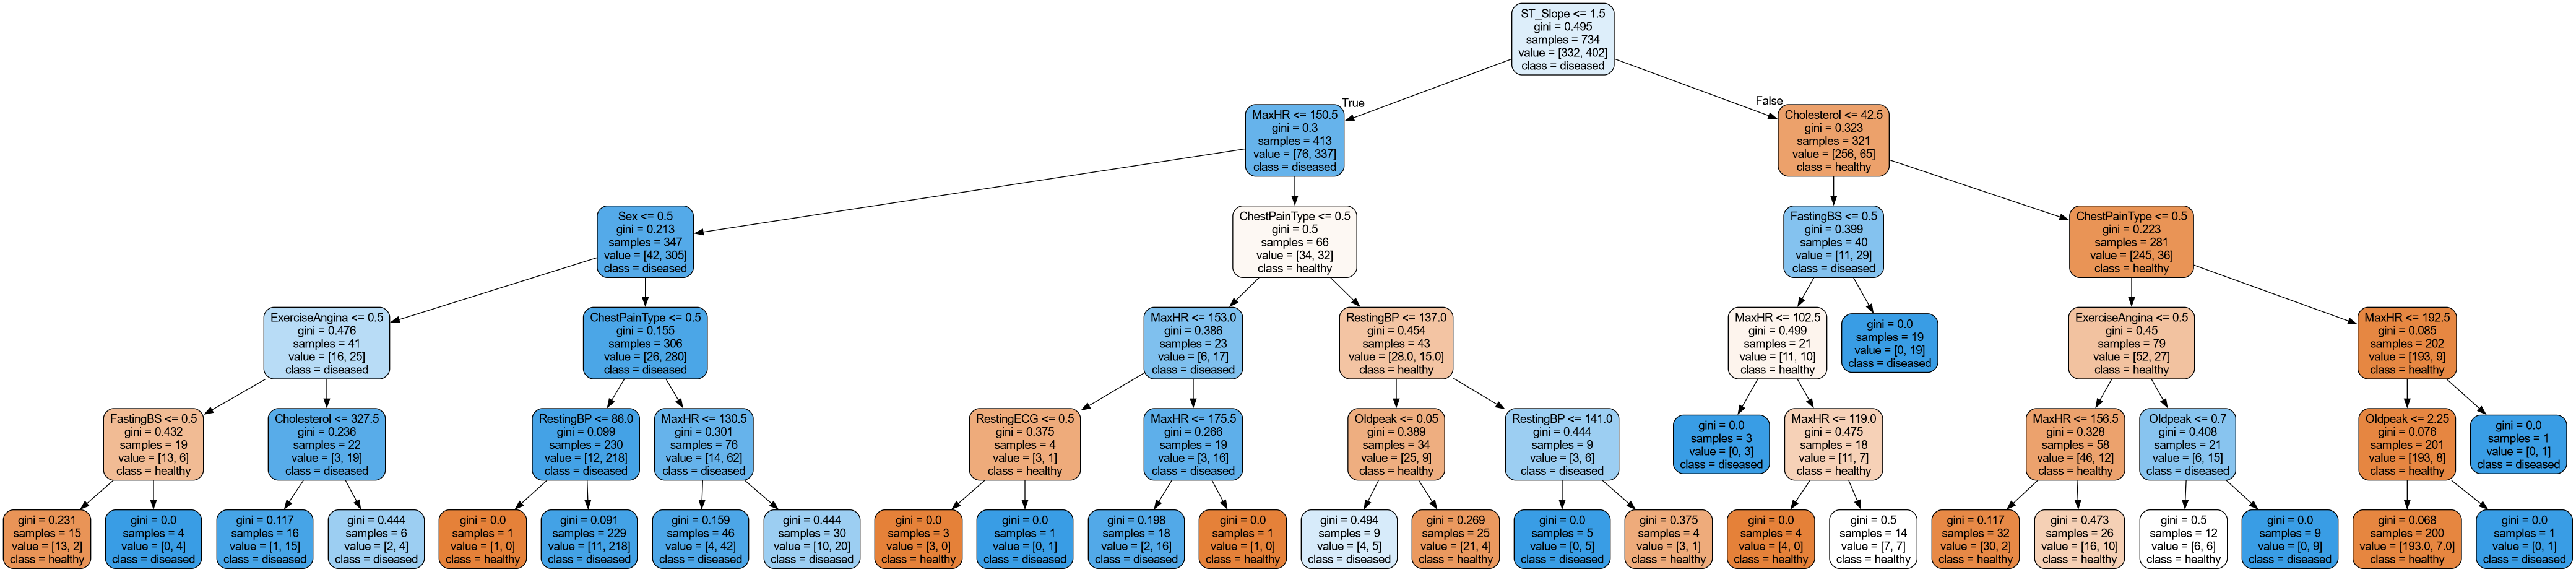 ST_Slope <= 1.5
gini = 0.495
samples = 734
value = [332, 402]
class = diseased
True
False
MaxHR <= 150.5
gini = 0.3
samples = 413
value = [76, 337]
class = diseased
Cholesterol <= 42.5
gini = 0.323
samples = 321
value = [256, 65]
class = healthy
Sex <= 0.5
gini = 0.213
samples = 347
value = [42, 305]
class = diseased
ChestPainType <= 0.5
gini = 0.5
samples = 66
value = [34, 32]
class = healthy
FastingBS <= 0.5
gini = 0.399
samples = 40
value = [11, 29]
class = diseased
ChestPainType <= 0.5
gini = 0.223
samples = 281
value = [245, 36]
class = healthy
ExerciseAngina <= 0.5
gini = 0.476
samples = 41
value = [16, 25]
class = diseased
ChestPainType <= 0.5
gini = 0.155
samples = 306
value = [26, 280]
class = diseased
MaxHR <= 153.0
gini = 0.386
samples = 23
value = [6, 17]
class = diseased
RestingBP <= 137.0
gini = 0.454
samples = 43
value = [28.0, 15.0]
class = healthy
MaxHR <= 102.5
gini = 0.499
samples = 21
value = [11, 10]
class = healthy
gini = 0.0
samples = 19
value = [0, 19]
class = diseased
ExerciseAngina <= 0.5
gini = 0.45
samples = 79
value = [52, 27]
class = healthy
MaxHR <= 192.5
gini = 0.085
samples = 202
value = [193, 9]
class = healthy
FastingBS <= 0.5
gini = 0.432
samples = 19
value = [13, 6]
class = healthy
Cholesterol <= 327.5
gini = 0.236
samples = 22
value = [3, 19]
class = diseased
RestingBP <= 86.0
gini = 0.099
samples = 230
value = [12, 218]
class = diseased
MaxHR <= 130.5
gini = 0.301
samples = 76
value = [14, 62]
class = diseased
RestingECG <= 0.5
gini = 0.375
samples = 4
value = [3, 1]
class = healthy
MaxHR <= 175.5
gini = 0.266
samples = 19
value = [3, 16]
class = diseased
Oldpeak <= 0.05
gini = 0.389
samples = 34
value = [25, 9]
class = healthy
RestingBP <= 141.0
gini = 0.444
samples = 9
value = [3, 6]
class = diseased
gini = 0.0
samples = 3
value = [0, 3]
class = diseased
MaxHR <= 119.0
gini = 0.475
samples = 18
value = [11, 7]
class = healthy
MaxHR <= 156.5
gini = 0.328
samples = 58
value = [46, 12]
class = healthy
Oldpeak <= 0.7
gini = 0.408
samples = 21
value = [6, 15]
class = diseased
Oldpeak <= 2.25
gini = 0.076
samples = 201
value = [193, 8]
class = healthy
gini = 0.0
samples = 1
value = [0, 1]
class = diseased
gini = 0.231
samples = 15
value = [13, 2]
class = healthy
gini = 0.0
samples = 4
value = [0, 4]
class = diseased
gini = 0.117
samples = 16
value = [1, 15]
class = diseased
gini = 0.444
samples = 6
value = [2, 4]
class = diseased
gini = 0.0
samples = 1
value = [1, 0]
class = healthy
gini = 0.091
samples = 229
value = [11, 218]
class = diseased
gini = 0.159
samples = 46
value = [4, 42]
class = diseased
gini = 0.444
samples = 30
value = [10, 20]
class = diseased
gini = 0.0
samples = 3
value = [3, 0]
class = healthy
gini = 0.0
samples = 1
value = [0, 1]
class = diseased
gini = 0.198
samples = 18
value = [2, 16]
class = diseased
gini = 0.0
samples = 1
value = [1, 0]
class = healthy
gini = 0.494
samples = 9
value = [4, 5]
class = diseased
gini = 0.269
samples = 25
value = [21, 4]
class = healthy
gini = 0.0
samples = 5
value = [0, 5]
class = diseased
gini = 0.375
samples = 4
value = [3, 1]
class = healthy
gini = 0.0
samples = 4
value = [4, 0]
class = healthy
gini = 0.5
samples = 14
value = [7, 7]
class = healthy
gini = 0.117
samples = 32
value = [30, 2]
class = healthy
gini = 0.473
samples = 26
value = [16, 10]
class = healthy
gini = 0.5
samples = 12
value = [6, 6]
class = healthy
gini = 0.0
samples = 9
value = [0, 9]
class = diseased
gini = 0.068
samples = 200
value = [193.0, 7.0]
class = healthy
gini = 0.0
samples = 1
value = [0, 1]
class = diseased